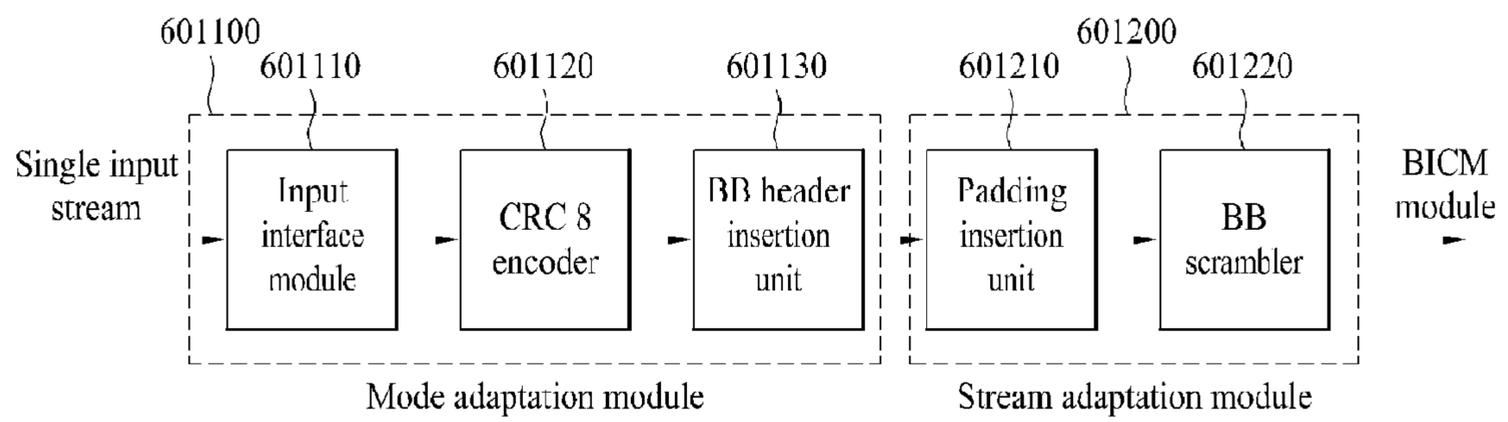 601100
601110
601120
601130
601210
601200
601220
Single input
stream
Input
interface
module
CRC 8
encoder
BB header
insertion
unit
Padding
insertion
unit
BB
scrambler
BICM
module
Mode adaptation module
Stream adaptation module